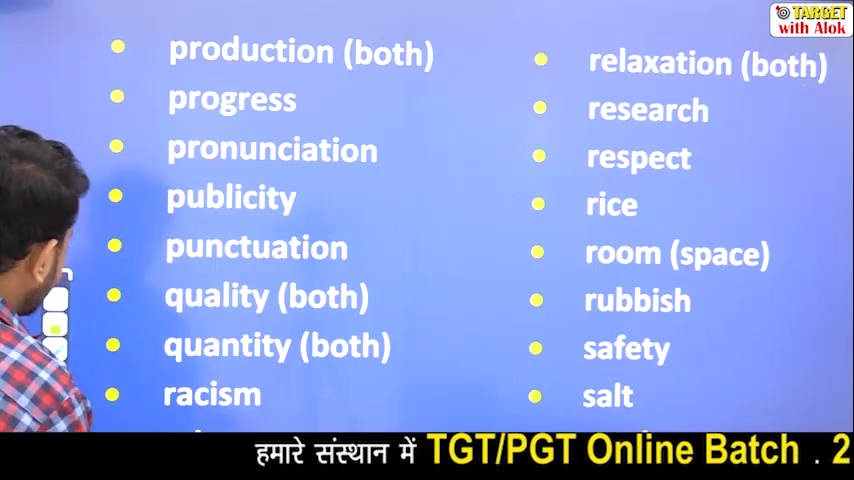 TARGET
with Alok
production (both)
progress
pronunciation
publicity
punctuation
quality (both)
quantity (both)
racism
relaxation (both)
research
respect
rice
room (space)
rubbish
safety
salt
हमारे संस्थान में TGT/PGT Online Batch . 2